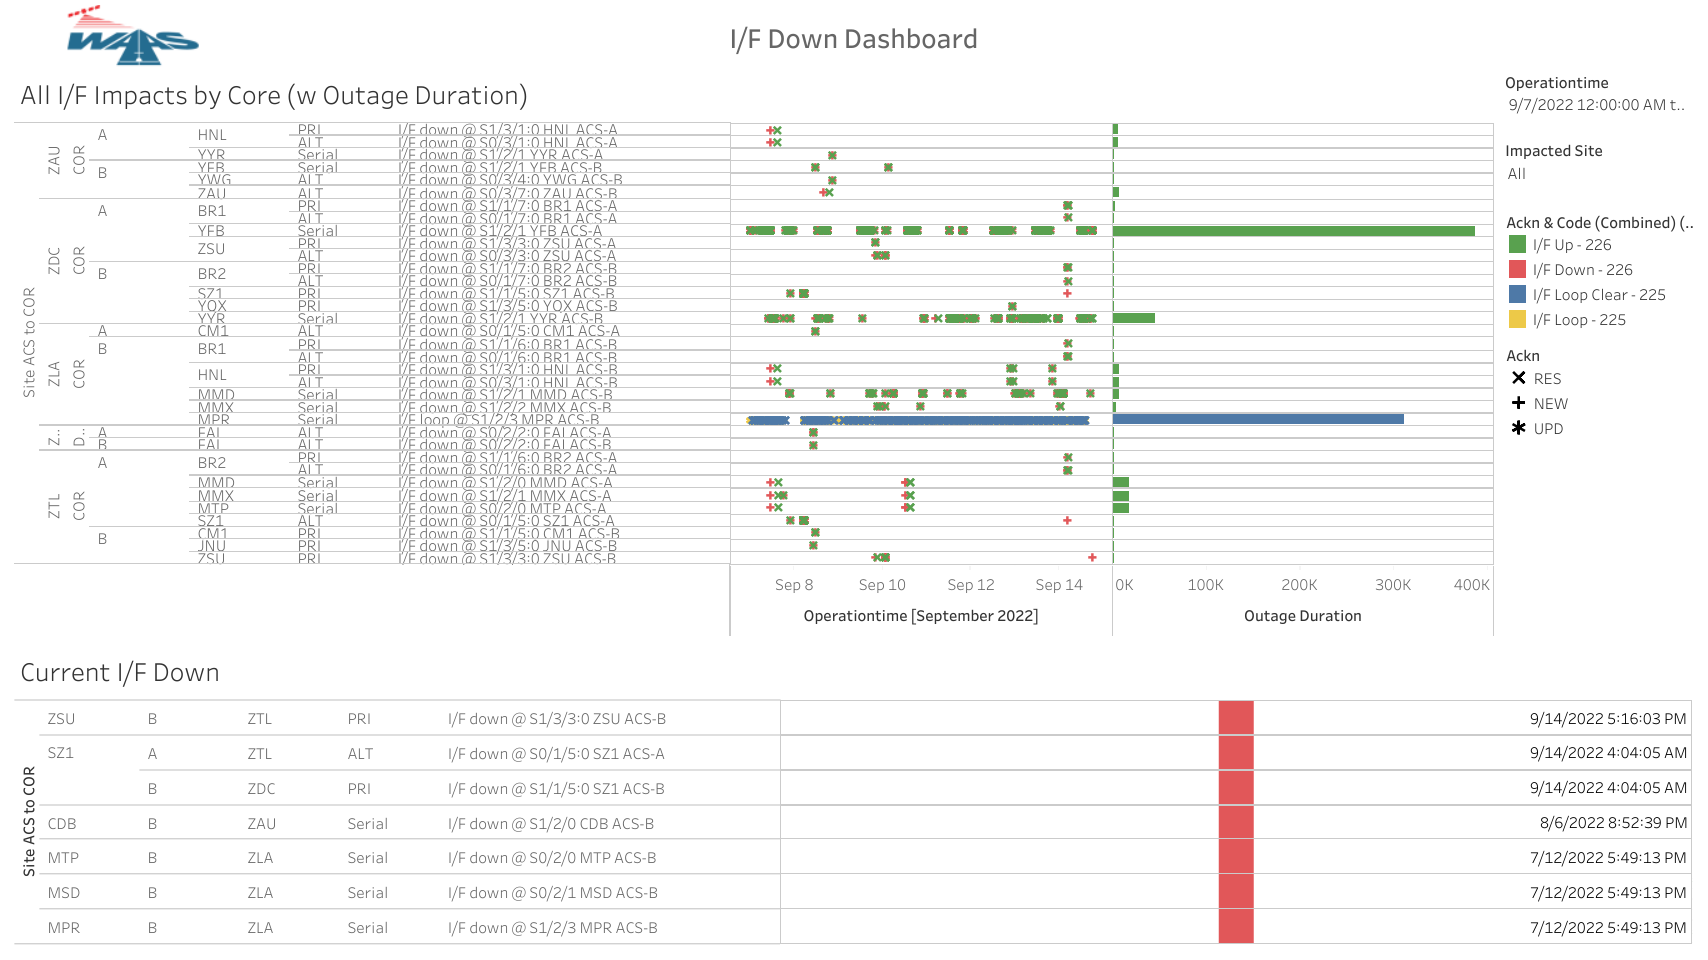 WAAS
I/F Down Dashboard
All I/F Impacts by Core (w Outage Duration)
Site ACS to COR
ZAU COR A HNL PRI I/F down @ S1/3/1:0 HNL ACS-A
ALT I/F down @ S0/3/1:0 HNL ACS-A
YYR Serial I/F down @ S1/2/1 YYR ACS-A
B YFB Serial I/F down @ S1/2/1 YFB ACS-B
YWG ALT I/F down @ S0/3/4:0 YWG ACS-B
ZAU ALT I/F down @ S0/3/7:0 ZAU ACS-B
ZDC COR A BR1 PRI I/F down @ S1/1/7:0 BR1 ACS-A
ALT I/F down @ S0/1/7:0 BR1 ACS-A
YFB Serial I/F down @ S1/2/1 YFB ACS-A
ZSU PRI I/F down @ S1/3/3:0 ZSU ACS-A
ALT I/F down @ S0/3/3:0 ZSU ACS-A
B BR2 PRI I/F down @ S1/1/7:0 BR2 ACS-B
ALT I/F down @ S0/1/7:0 BR2 ACS-B
SZ1 PRI I/F down @ S1/1/5:0 SZ1 ACS-B
YQX PRI I/F down @ S1/3/5:0 YQX ACS-B
YYR Serial I/F down @ S1/2/1 YYR ACS-B
ZLA COR A CM1 ALT I/F down @ S0/1/5:0 CM1 ACS-A
B BR1 PRI I/F down @ S1/1/6:0 BR1 ACS-B
ALT I/F down @ S0/1/6:0 BR1 ACS-B
HNL PRI I/F down @ S1/3/1:0 HNL ACS-B
ALT I/F down @ S0/3/1:0 HNL ACS-B
MMD Serial I/F down @ S1/2/1 MMD ACS-B
MMX Serial I/F down @ S1/2/2 MMX ACS-B
MPR Serial I/F loop @ S1/2/3 MPR ACS-B
Z.. D.. A FAI ALT I/F down @ S0/2/2:0 FAI ACS-A
B FAI ALT I/F down @ S0/2/2:0 FAI ACS-B
ZTL COR A BR2 PRI I/F down @ S1/1/6:0 BR2 ACS-A
ALT I/F down @ S0/1/6:0 BR2 ACS-A
MMD Serial I/F down @ S1/2/0 MMD ACS-A
MMX Serial I/F down @ S1/2/1 MMX ACS-A
MTP Serial I/F down @ S0/2/0 MTP ACS-A
SZ1 ALT I/F down @ S0/1/5:0 SZ1 ACS-A
B CM1 PRI I/F down @ S1/1/5:0 CM1 ACS-B
JNU PRI I/F down @ S1/3/5:0 JNU ACS-B
ZSU PRI I/F down @ S1/3/3:0 ZSU ACS-B
Sep 8 Sep 10 Sep 12 Sep 14 0K 100K 200K 300K 400K
Operationtime [September 2022] Outage Duration
Operationtime
9/7/2022 12:00:00 AM t..
Impacted Site
All
Ackn & Code (Combined) (..
I/F Up - 226
I/F Down - 226
I/F Loop Clear - 225
I/F Loop - 225
Ackn
RES
NEW
UPD
Current I/F Down
Site ACS to COR
ZSU B ZTL PRI I/F down @ S1/3/3:0 ZSU ACS-B 9/14/2022 5:16:03 PM
SZ1 A ZTL ALT I/F down @ S0/1/5:0 SZ1 ACS-A 9/14/2022 4:04:05 AM
B ZDC PRI I/F down @ S1/1/5:0 SZ1 ACS-B 9/14/2022 4:04:05 AM
CDB B ZAU Serial I/F down @ S1/2/0 CDB ACS-B 8/6/2022 8:52:39 PM
MTP B ZLA Serial I/F down @ S0/2/0 MTP ACS-B 7/12/2022 5:49:13 PM
MSD B ZLA Serial I/F down @ S0/2/1 MSD ACS-B 7/12/2022 5:49:13 PM
MPR B ZLA Serial I/F down @ S1/2/3 MPR ACS-B 7/12/2022 5:49:13 PM